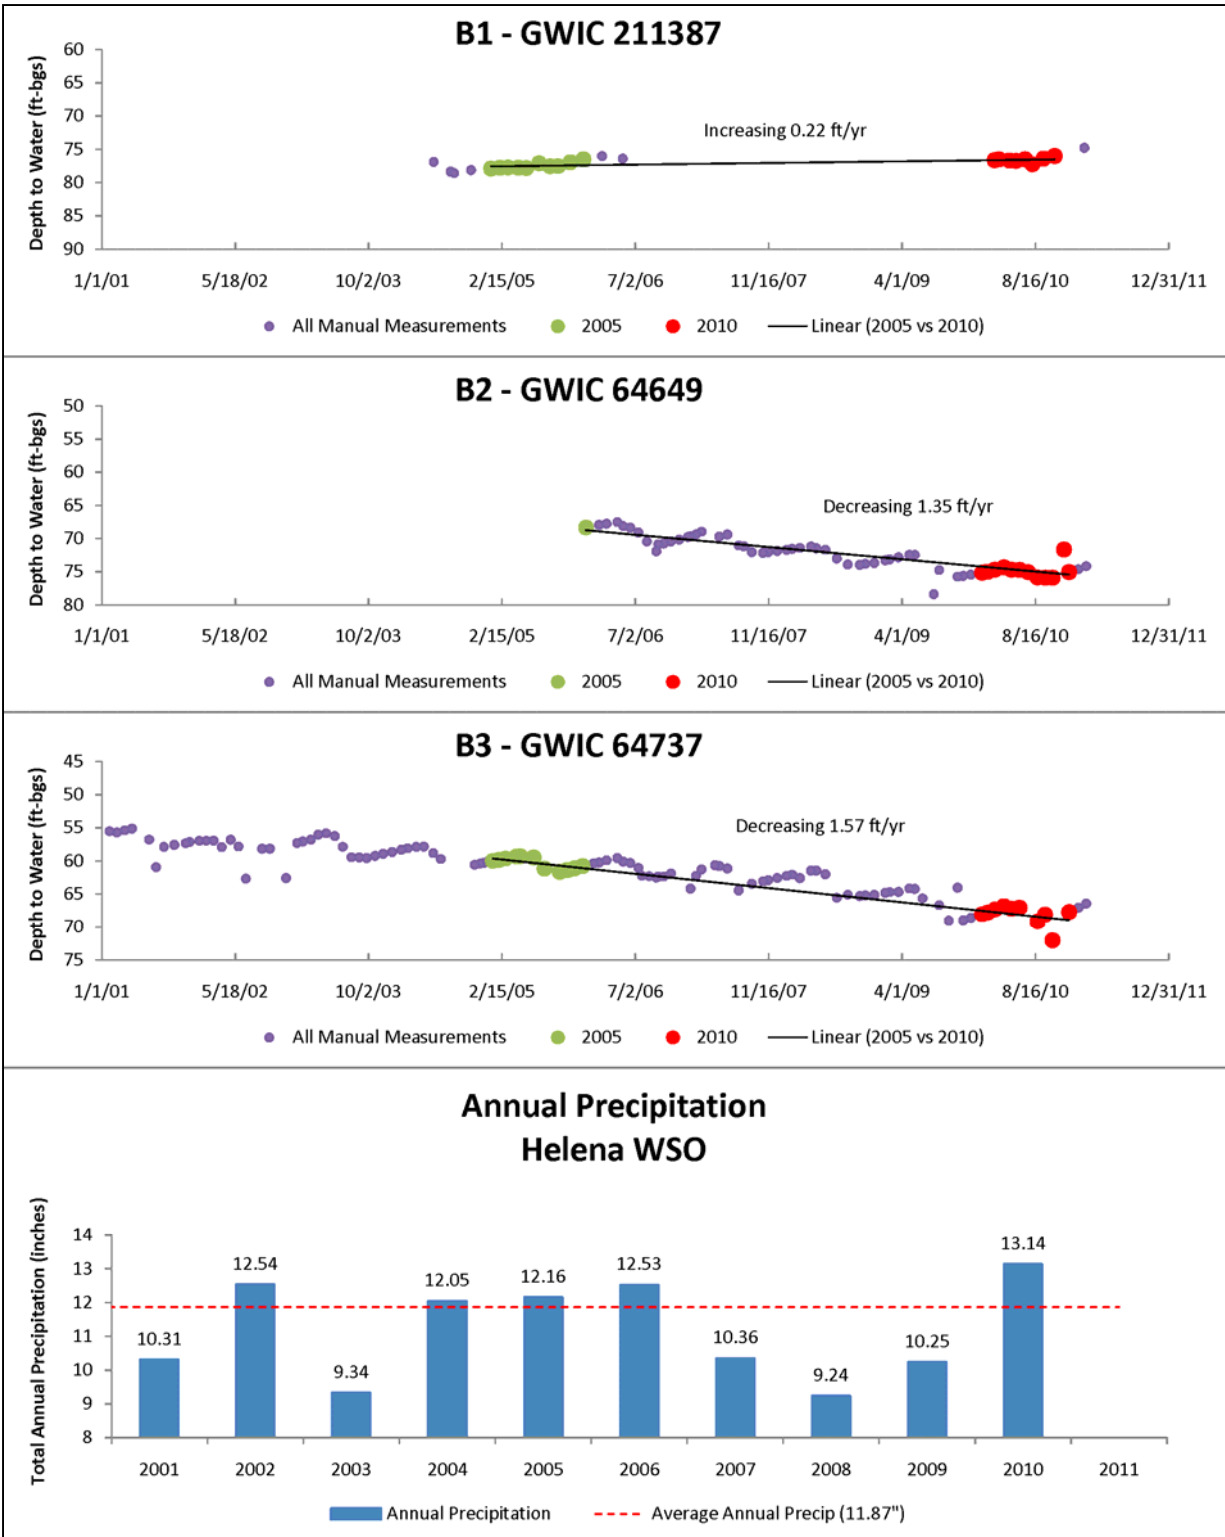 B1 - GWIC 211387
Depth to Water (ft-bgs)
60
65
70
75
80
85
90
Increasing 0.22 ft/yr
1/1/01 5/18/02 10/2/03 2/15/05 7/2/06 11/16/07 4/1/09 8/16/10 12/31/11
All Manual Measurements 2005 2010 Linear (2005 vs 2010)
B2 - GWIC 64649
Depth to Water (ft-bgs)
50
55
60
65
70
75
80
Decreasing 1.35 ft/yr
1/1/01 5/18/02 10/2/03 2/15/05 7/2/06 11/16/07 4/1/09 8/16/10 12/31/11
All Manual Measurements 2005 2010 Linear (2005 vs 2010)
B3 - GWIC 64737
Depth to Water (ft-bgs)
45
50
55
60
65
70
75
Decreasing 1.57 ft/yr
1/1/01 5/18/02 10/2/03 2/15/05 7/2/06 11/16/07 4/1/09 8/16/10 12/31/11
All Manual Measurements 2005 2010 Linear (2005 vs 2010)
Annual Precipitation
Helena WSO
Total Annual Precipitation (inches)
14
13
12
11
10
9
8
10.31 12.54 9.34 12.05 12.16 12.53 10.36 9.24 10.25 13.14
2001 2002 2003 2004 2005 2006 2007 2008 2009 2010 2011
Annual Precipitation Average Annual Precip (11.87")